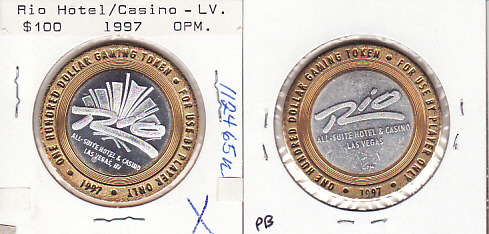 Rio Hotel/Casino - LV.
$100 1997 OPM.
ONE HUNDRED DOLLAR GAMING TOKEN • FOR USE BY PLAYER ONLY • 1997 •
Rio
ALL-SUITE HOTEL & CASINO
LAS VEGAS, NV
112465n
X
ONE HUNDRED DOLLAR GAMING TOKEN • FOR USE BY PLAYER ONLY • 1997 •
Rio
ALL-SUITE HOTEL & CASINO
LAS VEGAS
OPM
PB